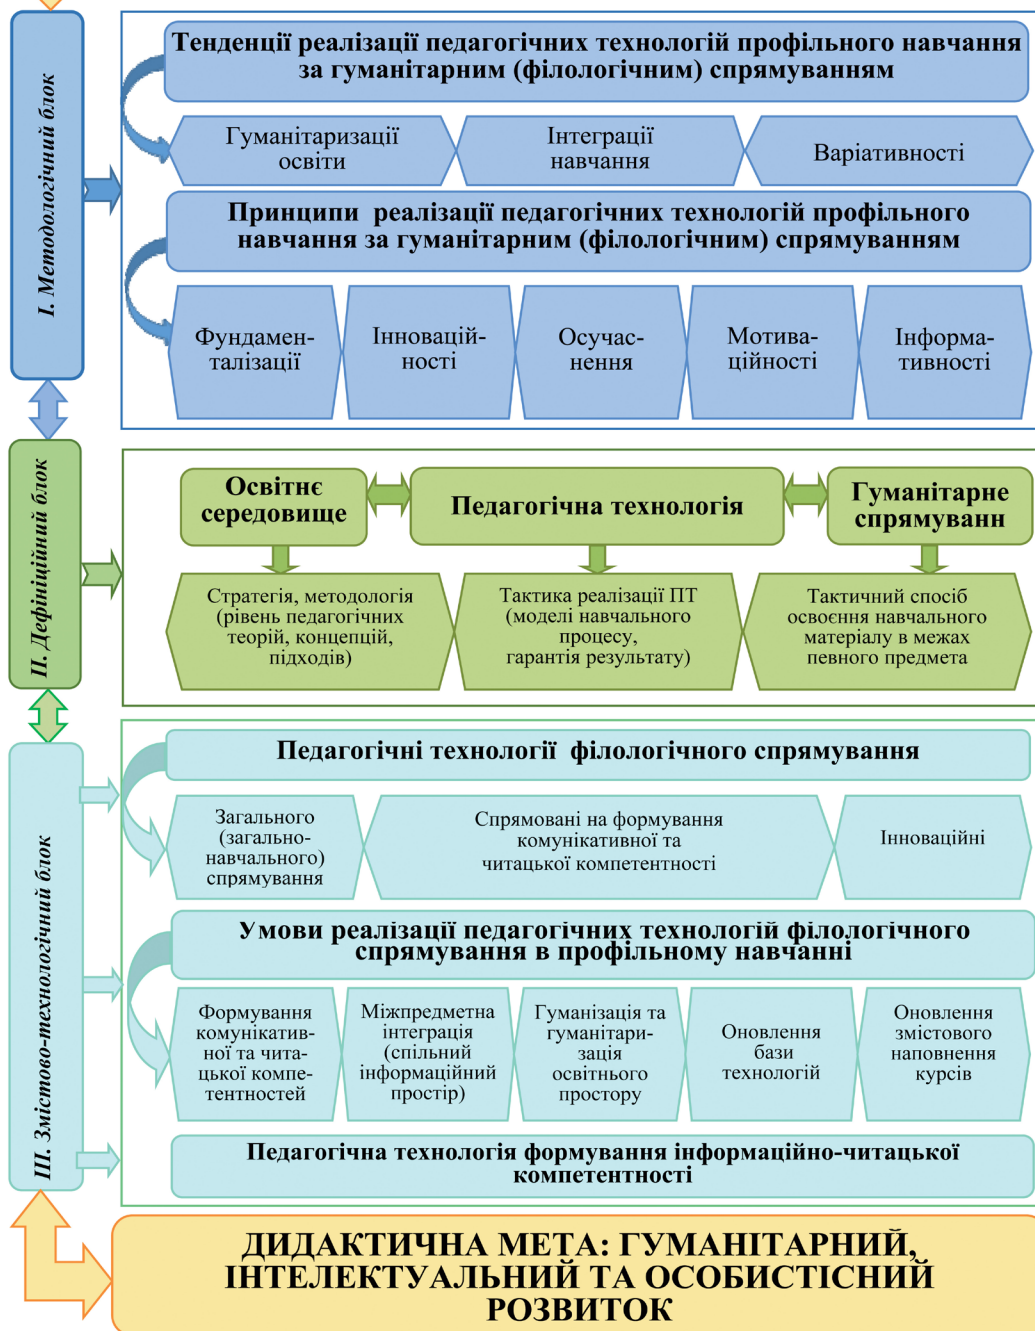 І. Методологічний блок
Тенденції реалізації педагогічних технологій профільного навчання
за гуманітарним (філологічним) спрямуванням
Гуманітаризації
освіти
Інтеграції
навчання
Варіативності
Принципи реалізації педагогічних технологій профільного
навчання за гуманітарним (філологічним) спрямуванням
Фундамен-
талізації
Інновацій-
ності
Осучас-
нення
Мотива-
ційності
Інформа-
тивності
ІІ. Дефініційний блок
Освітнє
середовище
Педагогічна технологія
Гуманітарне
спрямуванн
Стратегія, методологія
(рівень педагогічних
теорій, концепцій,
підходів)
Тактика реалізації ПТ
(моделі навчального
процесу,
гарантія результату)
Тактичний спосіб
освоєння навчального
матеріалу в межах
певного предмета
ІІІ. Змістово-технологічний блок
Педагогічні технології філологічного спрямування
Загального
(загально-
навчального)
спрямування
Спрямовані на формування
комунікативної та
читацької компетентності
Інноваційні
Умови реалізації педагогічних технологій філологічного
спрямування в профільному навчанні
Формування
комунікатив-
ної та чита-
цької компе-
тентностей
Міжпредметна
інтеграція
(спільний
інформаційний
простір)
Гуманізація та
гуманітари-
зація
освітнього
простору
Оновлення
бази
технологій
Оновлення
змістового
наповнення
курсів
Педагогічна технологія формування інформаційно-читацької
компетентності
ДИДАКТИЧНА МЕТА: ГУМАНІТАРНИЙ,
ІНТЕЛЕКТУАЛЬНИЙ ТА ОСОБИСТІСНИЙ
РОЗВИТОК